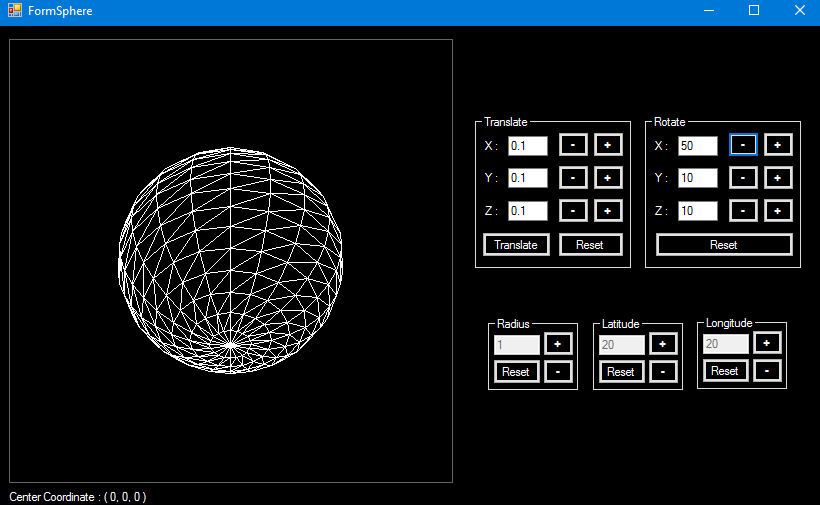 FormSphere
Translate
X : 0.1 - +
Y : 0.1 - +
Z : 0.1 - +
Translate Reset
Rotate
X : 50 - +
Y : 10 - +
Z : 10 - +
Reset
Radius
1 +
Reset -
Latitude
20 +
Reset -
Longitude
20 +
Reset -
Center Coordinate : ( 0, 0, 0 )